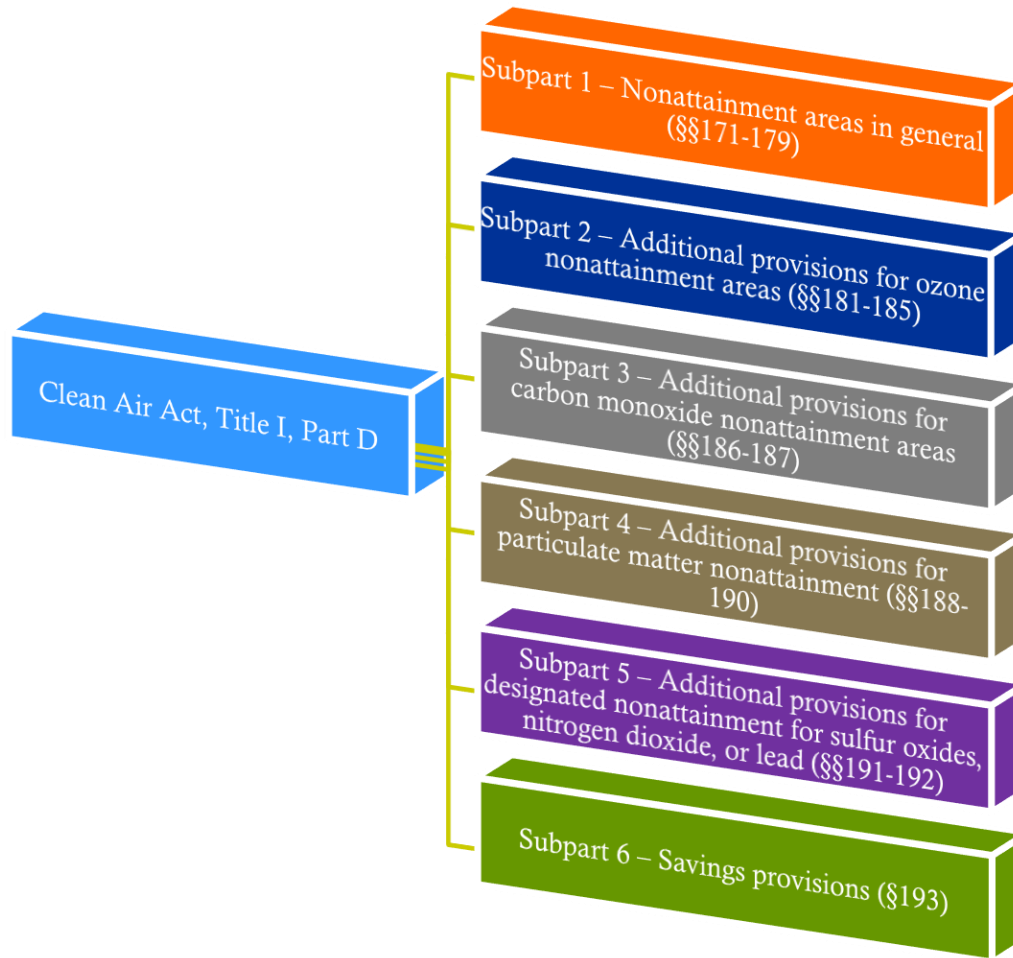 Subpart 1 – Nonattainment areas in general
(§§171-179)
Subpart 2 – Additional provisions for ozone
nonattainment areas (§§181-185)
Subpart 3 – Additional provisions for
carbon monoxide nonattainment areas
(§§186-187)
Clean Air Act, Title I, Part D
Subpart 4 – Additional provisions for
particulate matter nonattainment (§§188-
190)
Subpart 5 – Additional provisions for
designated nonattainment for sulfur oxides,
nitrogen dioxide, or lead (§§191-192)
Subpart 6 – Savings provisions (§193)